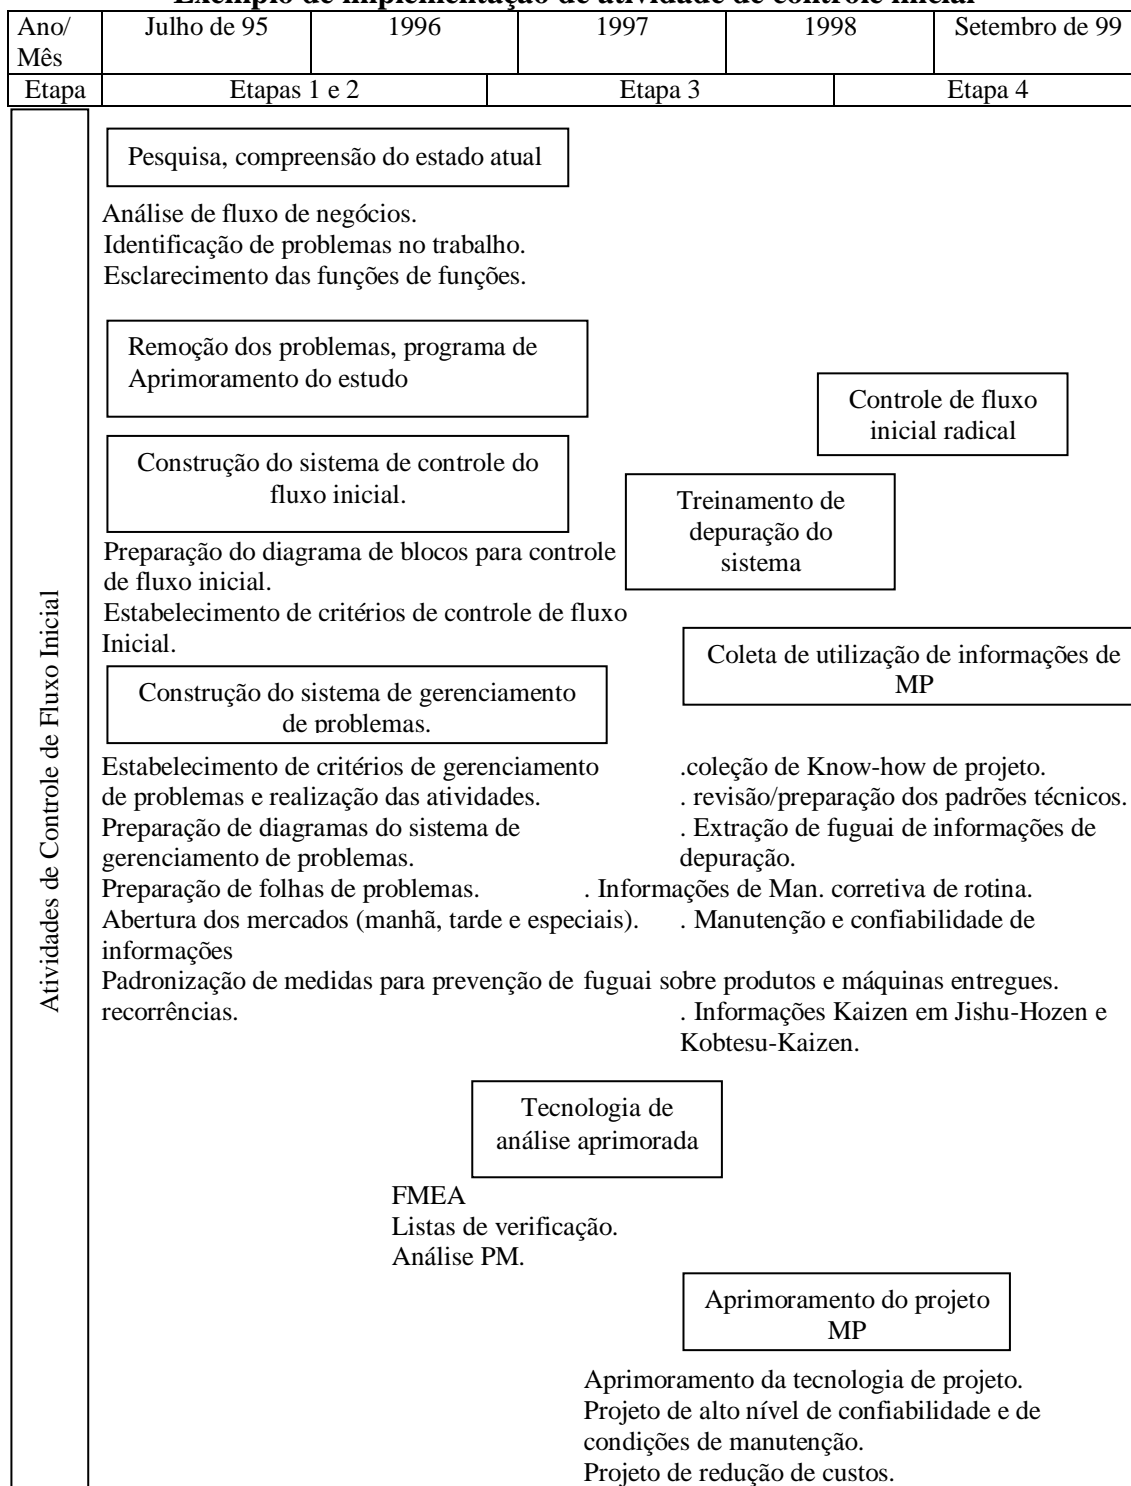 Exemplo de implementação de atividade de controle inicial
Ano/
Mês
Julho de 95
1996
1997
1998
Setembro de 99
Etapa
Etapas 1 e 2
Etapa 3
Etapa 4
Atividades de Controle de Fluxo Inicial
Pesquisa, compreensão do estado atual
Análise de fluxo de negócios.
Identificação de problemas no trabalho.
Esclarecimento das funções de funções.
Remoção dos problemas, programa de
Aprimoramento do estudo
Controle de fluxo
inicial radical
Construção do sistema de controle do
fluxo inicial.
Treinamento de
depuração do
sistema
Preparação do diagrama de blocos para controle
de fluxo inicial.
Estabelecimento de critérios de controle de fluxo
Inicial.
Coleta de utilização de informações de
MP
Construção do sistema de gerenciamento
de problemas.
Estabelecimento de critérios de gerenciamento .coleção de Know-how de projeto.
de problemas e realização das atividades. . revisão/preparação dos padrões técnicos.
Preparação de diagramas do sistema de . Extração de fuguai de informações de
gerenciamento de problemas. depuração.
Preparação de folhas de problemas. . Informações de Man. corretiva de rotina.
Abertura dos mercados (manhã, tarde e especiais). . Manutenção e confiabilidade de
informações
Padronização de medidas para prevenção de fuguai sobre produtos e máquinas entregues.
recorrências. . Informações Kaizen em Jishu-Hozen e
Kobtesu-Kaizen.
Tecnologia de
análise aprimorada
FMEA
Listas de verificação.
Análise PM.
Aprimoramento do projeto
MP
Aprimoramento da tecnologia de projeto.
Projeto de alto nível de confiabilidade e de
condições de manutenção.
Projeto de redução de custos.